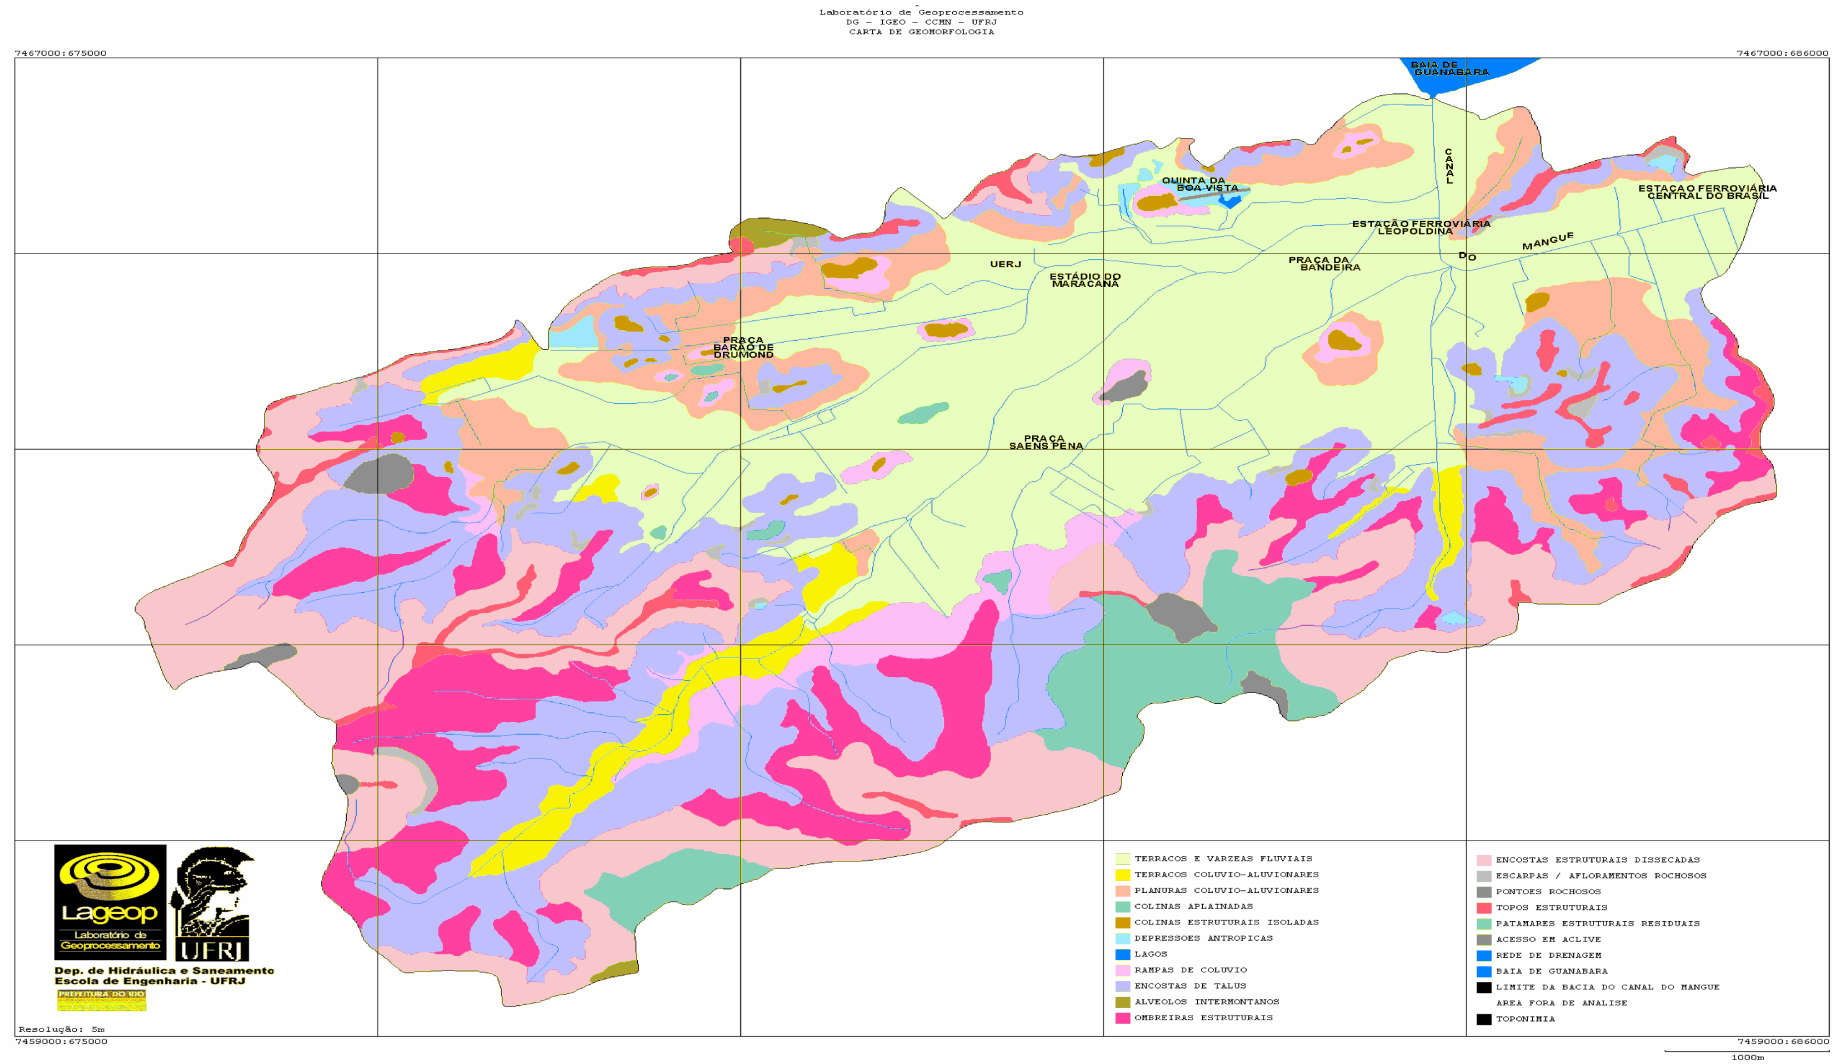 Laboratório de Geoprocessamento
DG - IGEO - CCMN - UFRJ
CARTA DE GEOMORFOLOGIA
7467000:675000
7467000:686000
BAIA DE
GUANABARA
CANAL
QUINTA DA
BOA VISTA
ESTAÇAO FERROVIÁRIA
CENTRAL DO BRASIL
ESTAÇÃO FERROVIÁRIA
LEOPOLDINA
MANGUE
DO
UERJ
ESTÁDIO DO
MARACANÃ
PRAÇA DA
BANDEIRA
PRAÇA
BARÃO DE
DRUMOND
PRAÇA
SAENS PENA
TERRACOS E VARZEAS FLUVIAIS
TERRACOS COLUVIO-ALUVIONARES
PLANURAS COLUVIO-ALUVIONARES
COLINAS APLAINADAS
COLINAS ESTRUTURAIS ISOLADAS
DEPRESSOES ANTROPICAS
LAGOS
RAMPAS DE COLUVIO
ENCOSTAS DE TALUS
ALVEOLOS INTERMONTANOS
OMBREIRAS ESTRUTURAIS
ENCOSTAS ESTRUTURAIS DISSECADAS
ESCARPAS / AFLORAMENTOS ROCHOSOS
PONTOES ROCHOSOS
TOPOS ESTRUTURAIS
PATAMARES ESTRUTURAIS RESIDUAIS
ACESSO EM ACLIVE
REDE DE DRENAGEM
BAIA DE GUANABARA
LIMITE DA BACIA DO CANAL DO MANGUE
AREA FORA DE ANALISE
TOPONIMIA
Lageop
Laboratório de
Geoprocessamento
UFRJ
Dep. de Hidráulica e Saneamento
Escola de Engenharia - UFRJ
PREFEITURA DO RIO
Resolução: 5m
7459000:675000
7459000:686000
1000m